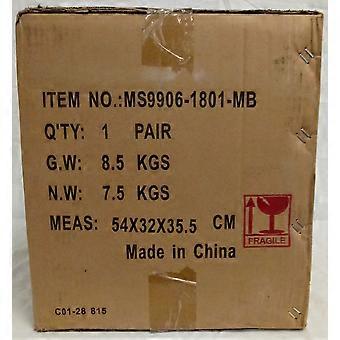 ITEM NO.:MS9906-1801-MB
Q'TY: 1 PAIR
G.W: 8.5 KGS
N.W: 7.5 KGS
MEAS: 54X32X35.5 CM
Made in China
FRAGILE
C01-28 815